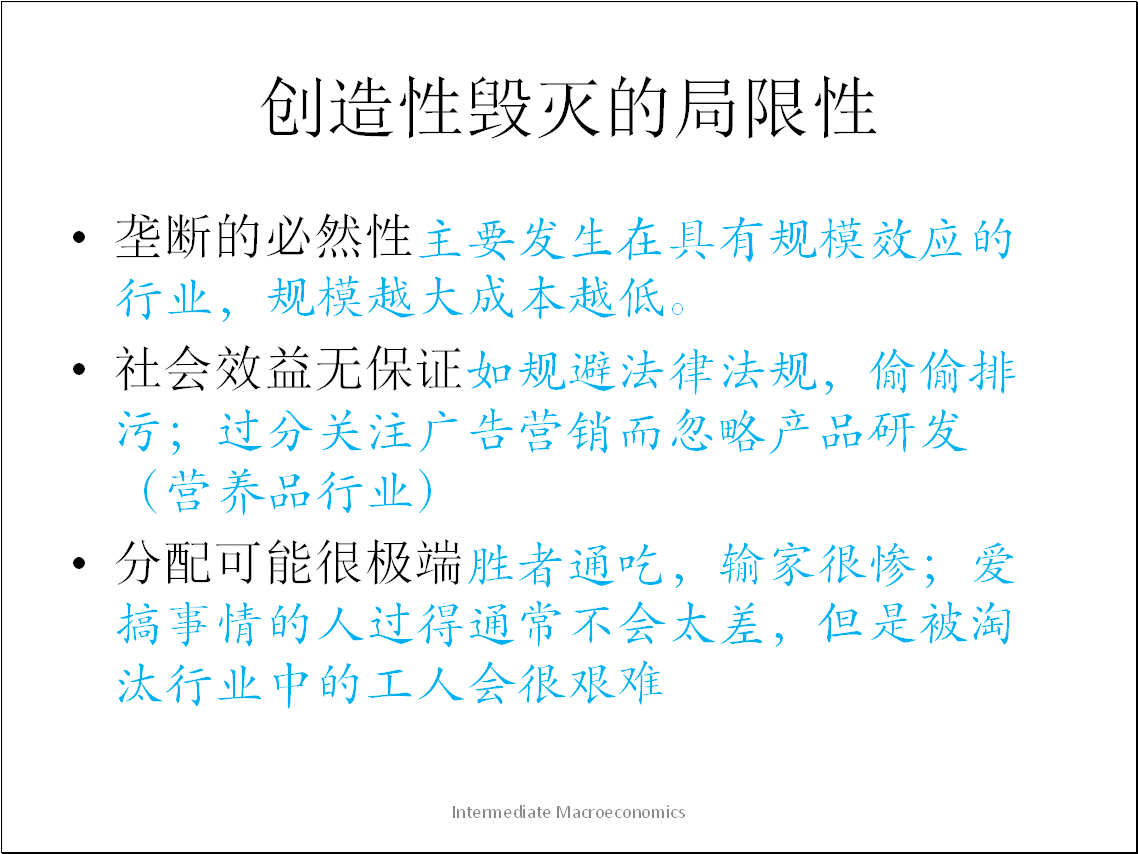 创造性毁灭的局限性
• 垄断的必然性主要发生在具有规模效应的
行业，规模越大成本越低。
• 社会效益无保证如规避法律法规，偷偷排
污；过分关注广告营销而忽略产品研发
（营养品行业）
• 分配可能很极端胜者通吃，输家很惨；爱
搞事情的人过得通常不会太差，但是被淘
汰行业中的工人会很艰难
Intermediate Macroeconomics